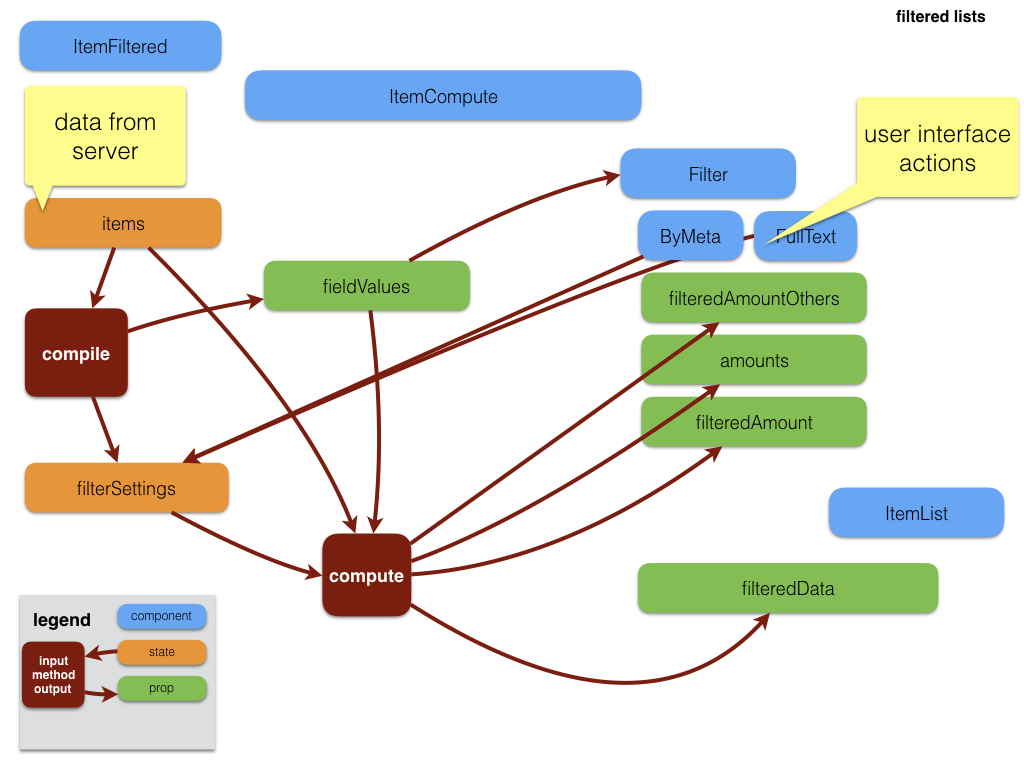 filtered lists
ItemFiltered
ItemCompute
data from
server
user interface
actions
Filter
items
ByMeta
FullText
fieldValues
filteredAmountOthers
compile
amounts
filteredAmount
filterSettings
ItemList
compute
filteredData
legend
component
input
method
output
state
prop